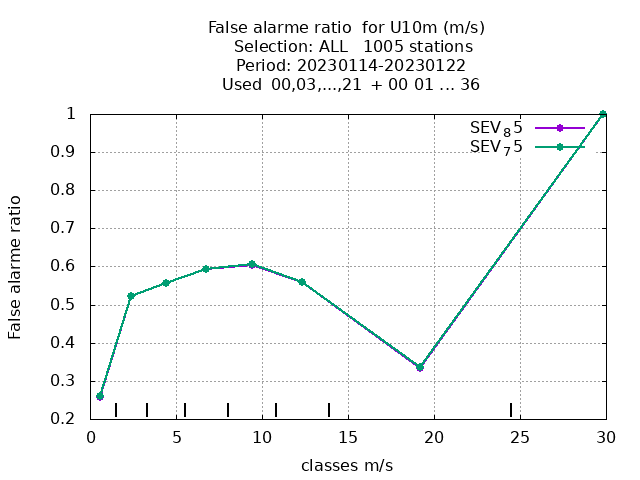 False alarme ratio  for U10m (m/s)
Selection: ALL   1005 stations
Period: 20230114-20230122
Used  00,03,...,21  + 00 01 ... 36
SEV₈5
SEV₇5
False alarme ratio
1
0.9
0.8
0.7
0.6
0.5
0.4
0.3
0.2
0 5 10 15 20 25 30
classes m/s